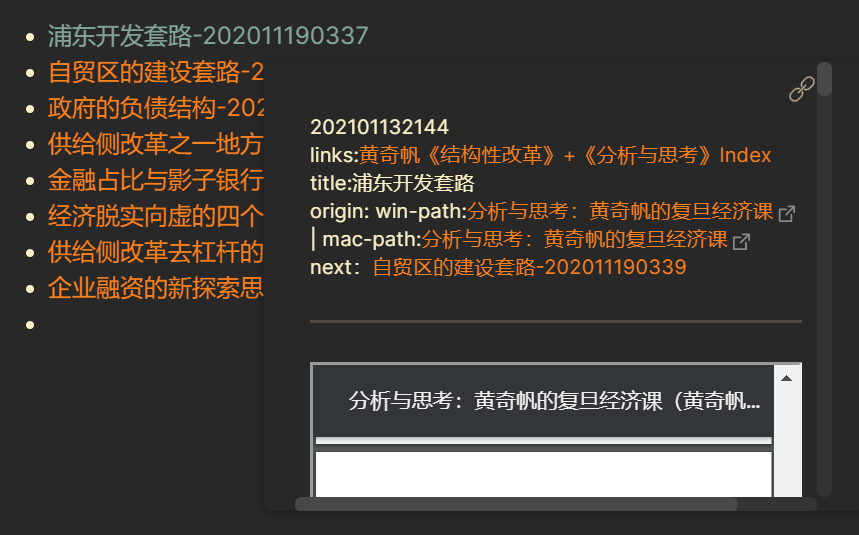 浦东开发套路-202011190337
自贸区的建设套路-2
政府的负债结构-202
供给侧改革之一地方
金融占比与影子银行
经济脱实向虚的四个
供给侧改革去杠杆的
企业融资的新探索思
202101132144
links:黄奇帆《结构性改革》+《分析与思考》Index
title:浦东开发套路
origin: win-path:分析与思考：黄奇帆的复旦经济课
| mac-path:分析与思考：黄奇帆的复旦经济课
next：自贸区的建设套路-202011190339
分析与思考：黄奇帆的复旦经济课（黄奇帆...